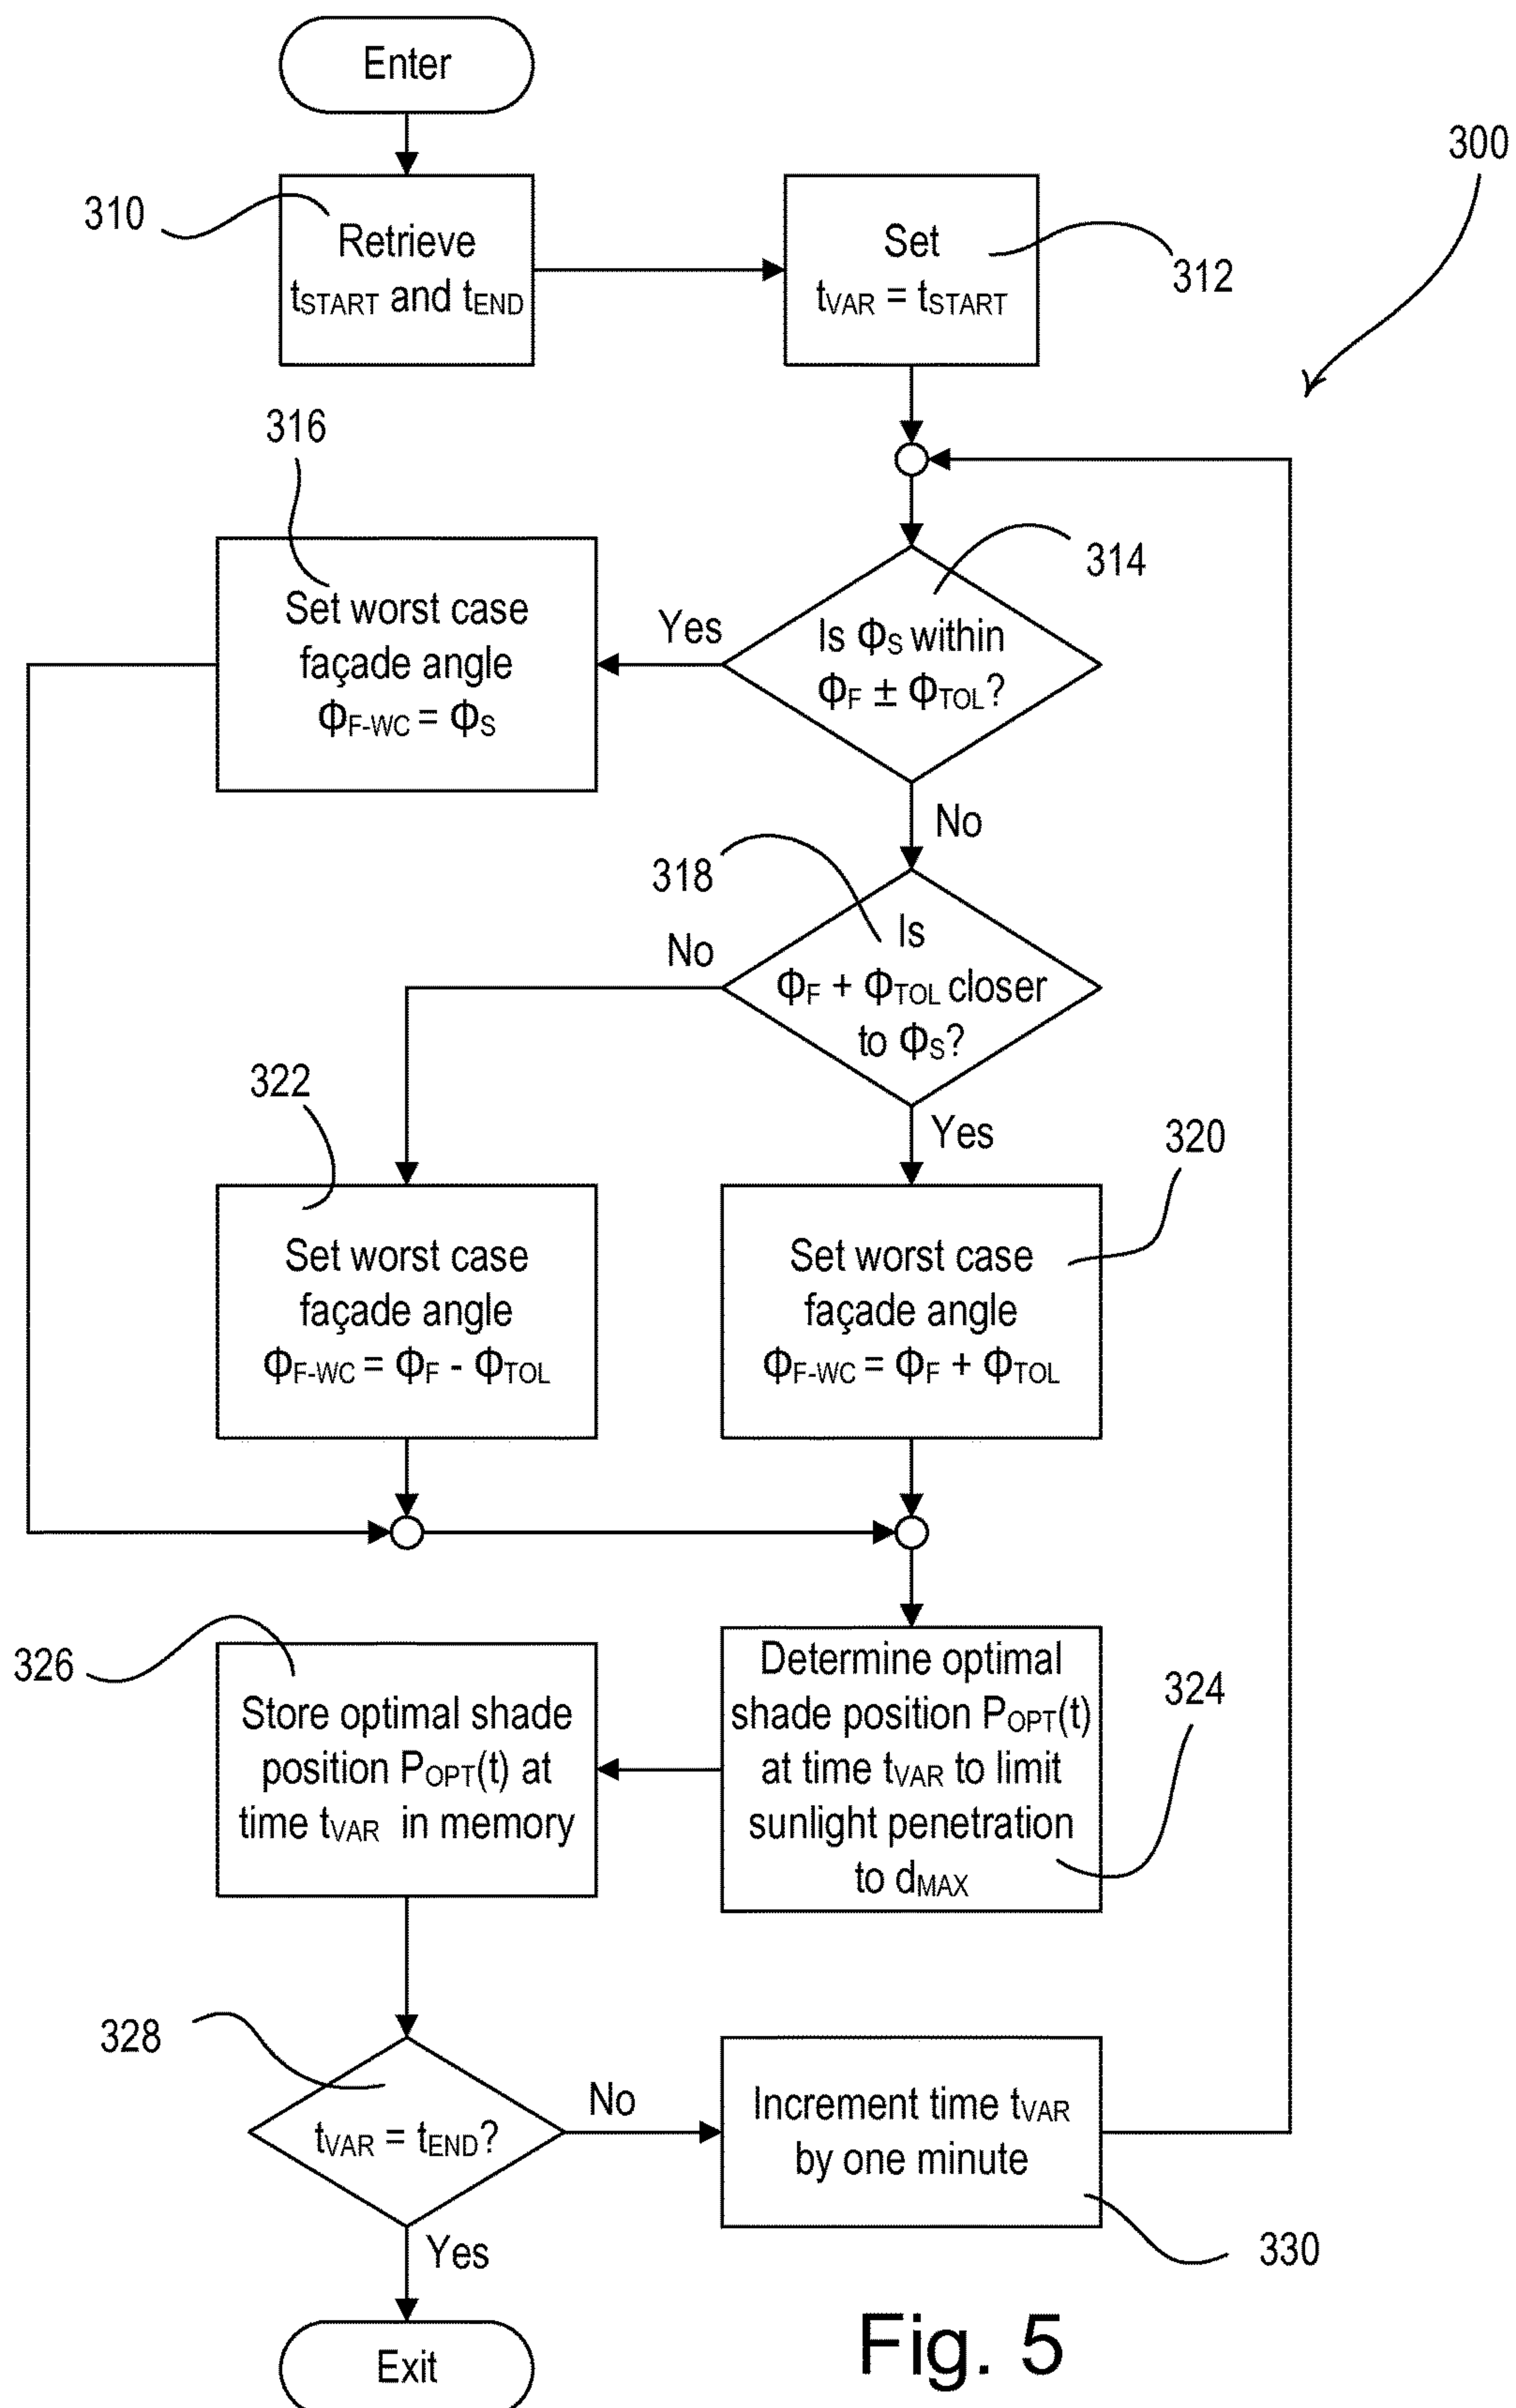 Enter
300
310
Retrieve
tSTART and tEND
Set
tVAR = tSTART
312
316
Set worst case
façade angle
ΦF-WC = ΦS
Yes
314
Is ΦS within
ΦF ± ΦTOL?
No
318
Is
ΦF + ΦTOL closer
to ΦS?
No
Yes
322
Set worst case
façade angle
ΦF-WC = ΦF - ΦTOL
320
Set worst case
façade angle
ΦF-WC = ΦF + ΦTOL
326
Store optimal shade
position POPT(t) at
time tVAR in memory
Determine optimal
shade position POPT(t)
at time tVAR to limit
sunlight penetration
to dMAX
324
328
tVAR = tEND?
No
Increment time tVAR
by one minute
330
Yes
Exit
Fig. 5